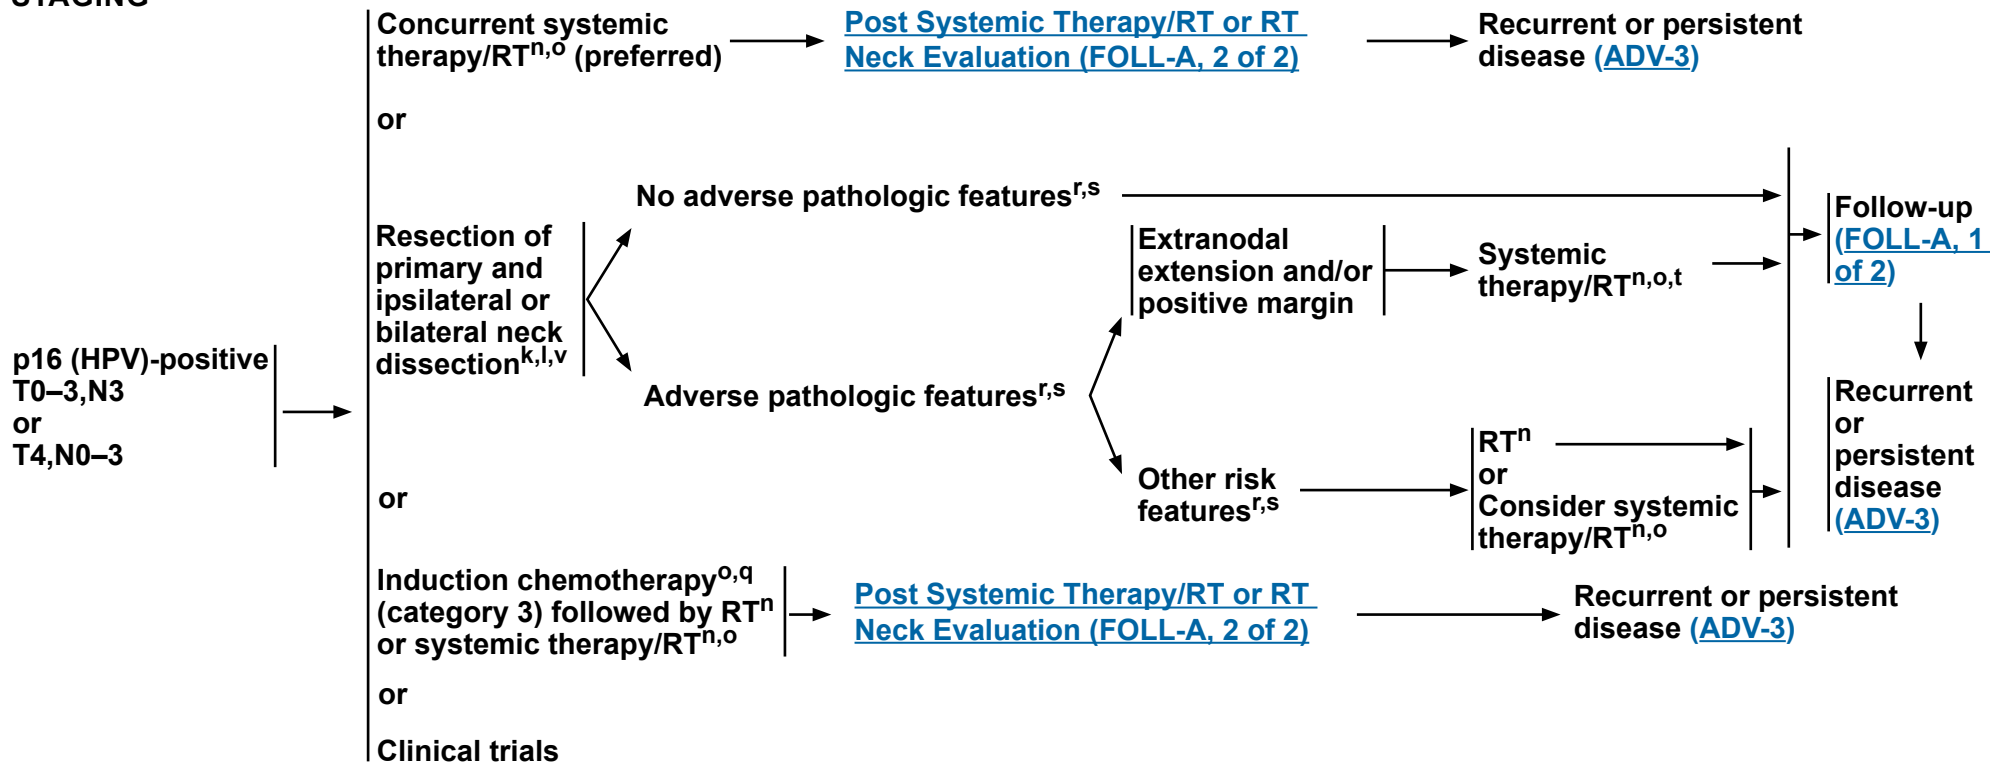 STAGING
Concurrent systemic
therapy/RTn,o (preferred)
Post Systemic Therapy/RT or RT
Neck Evaluation (FOLL-A, 2 of 2)
Recurrent or persistent
disease (ADV-3)
or
p16 (HPV)-positive
T0–3,N3
or
T4,N0–3
Resection of
primary and
ipsilateral or
bilateral neck
dissectionk,l,v
No adverse pathologic featuresr,s
Adverse pathologic featuresr,s
Extranodal
extension and/or
positive margin
Systemic
therapy/RTn,o,t
Other risk
featuresr,s
RTn
or
Consider systemic
therapy/RTn,o
Follow-up
(FOLL-A, 1
of 2)
Recurrent
or
persistent
disease
(ADV-3)
or
Induction chemotherapyo,q
(category 3) followed by RTn
or systemic therapy/RTn,o
Post Systemic Therapy/RT or RT
Neck Evaluation (FOLL-A, 2 of 2)
Recurrent or persistent
disease (ADV-3)
or
Clinical trials